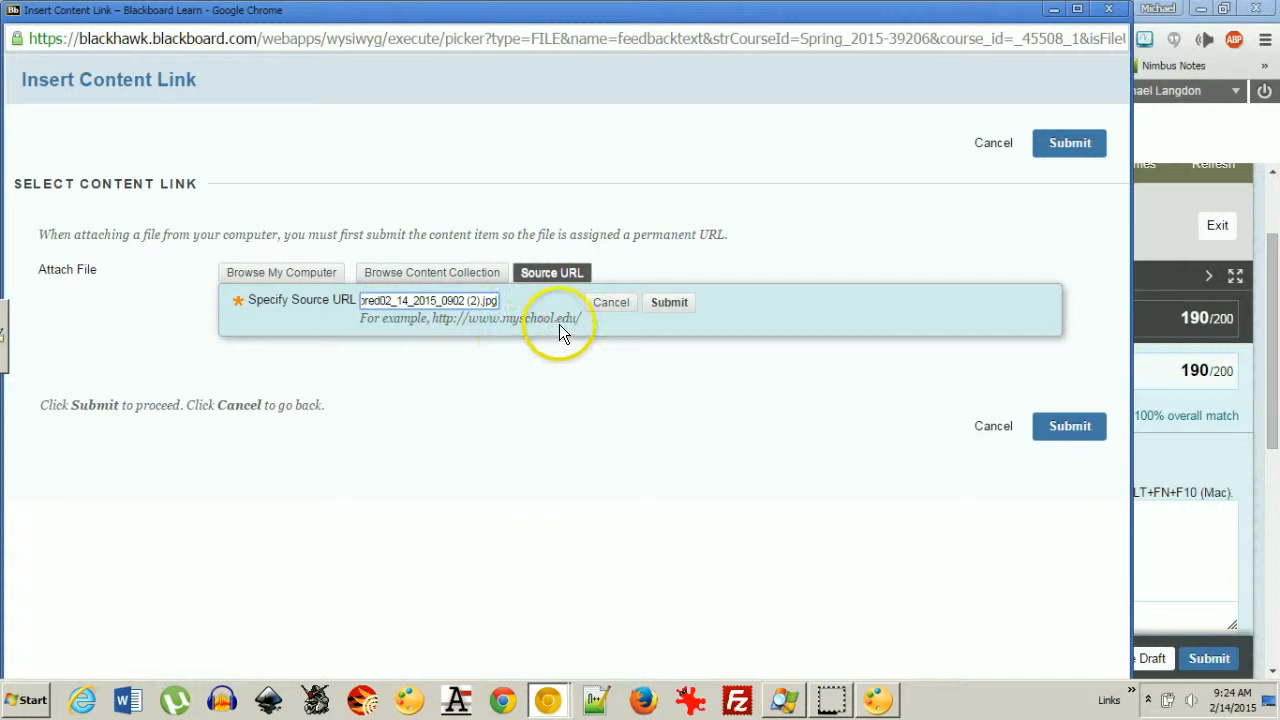 Bb Insert Content Link – Blackboard Learn - Google Chrome
Michael
https://blackhawk.blackboard.com/webapps/wysiwyg/execute/picker?type=FILE&name=feedbacktext&strCourseId=Spring_2015-39206&course_id=_45508_1&isFile
ABP
Insert Content Link
Nimbus Notes »
ael Langdon
Cancel Submit
Refresh
SELECT CONTENT LINK
Exit
When attaching a file from your computer, you must first submit the content item so the file is assigned a permanent URL.
Attach File Browse My Computer Browse Content Collection Source URL
Specify Source URL red02_14_2015_0902 (2).jpg Cancel Submit
For example, http://www.myschool.edu/
190/200
190/200
100% overall match
Click Submit to proceed. Click Cancel to go back.
Cancel Submit
LT+FN+F10 (Mac).
Draft Submit
Start
Links »
9:24 AM
2/14/2015